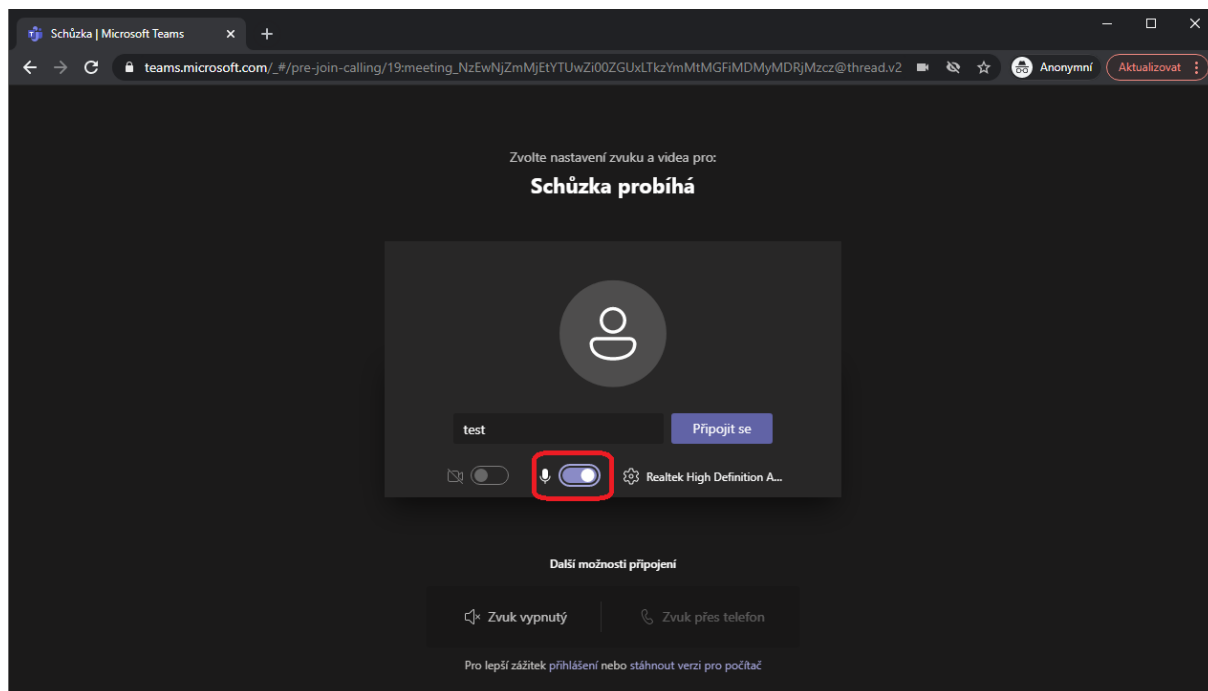 Schůzka | Microsoft Teams
teams.microsoft.com/_#/pre-join-calling/19:meeting_NzEwNjZmMjEtYTUwZi00ZGUxLTkzYmMtMGFiMDMyMDRjMzcz@thread.v2 Anonymní Aktualizovat
Zvolte nastavení zvuku a videa pro:
Schůzka probíhá
test Připojit se
Realtek High Definition A...
Další možnosti připojení
Zvuk vypnutý Zvuk přes telefon
Pro lepší zážitek přihlášení nebo stáhnout verzi pro počítač